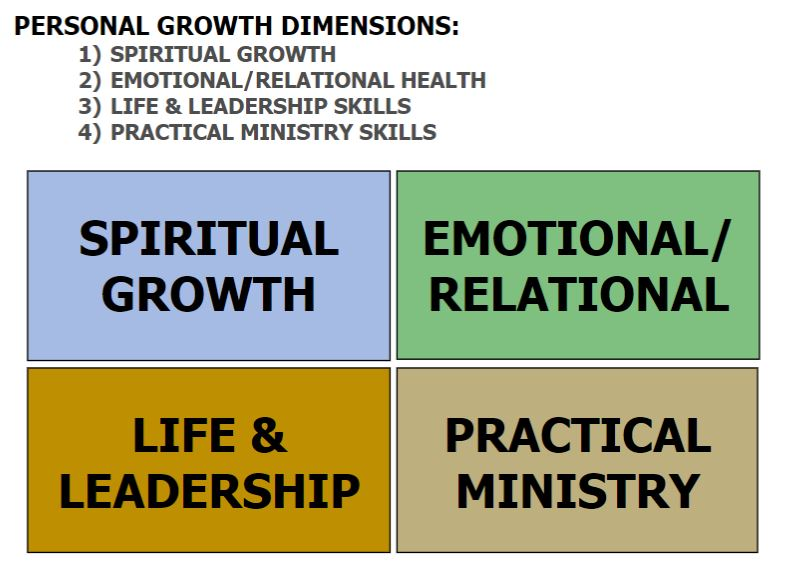 PERSONAL GROWTH DIMENSIONS:
1) SPIRITUAL GROWTH
2) EMOTIONAL/RELATIONAL HEALTH
3) LIFE & LEADERSHIP SKILLS
4) PRACTICAL MINISTRY SKILLS
SPIRITUAL
GROWTH
EMOTIONAL/
RELATIONAL
LIFE &
LEADERSHIP
PRACTICAL
MINISTRY